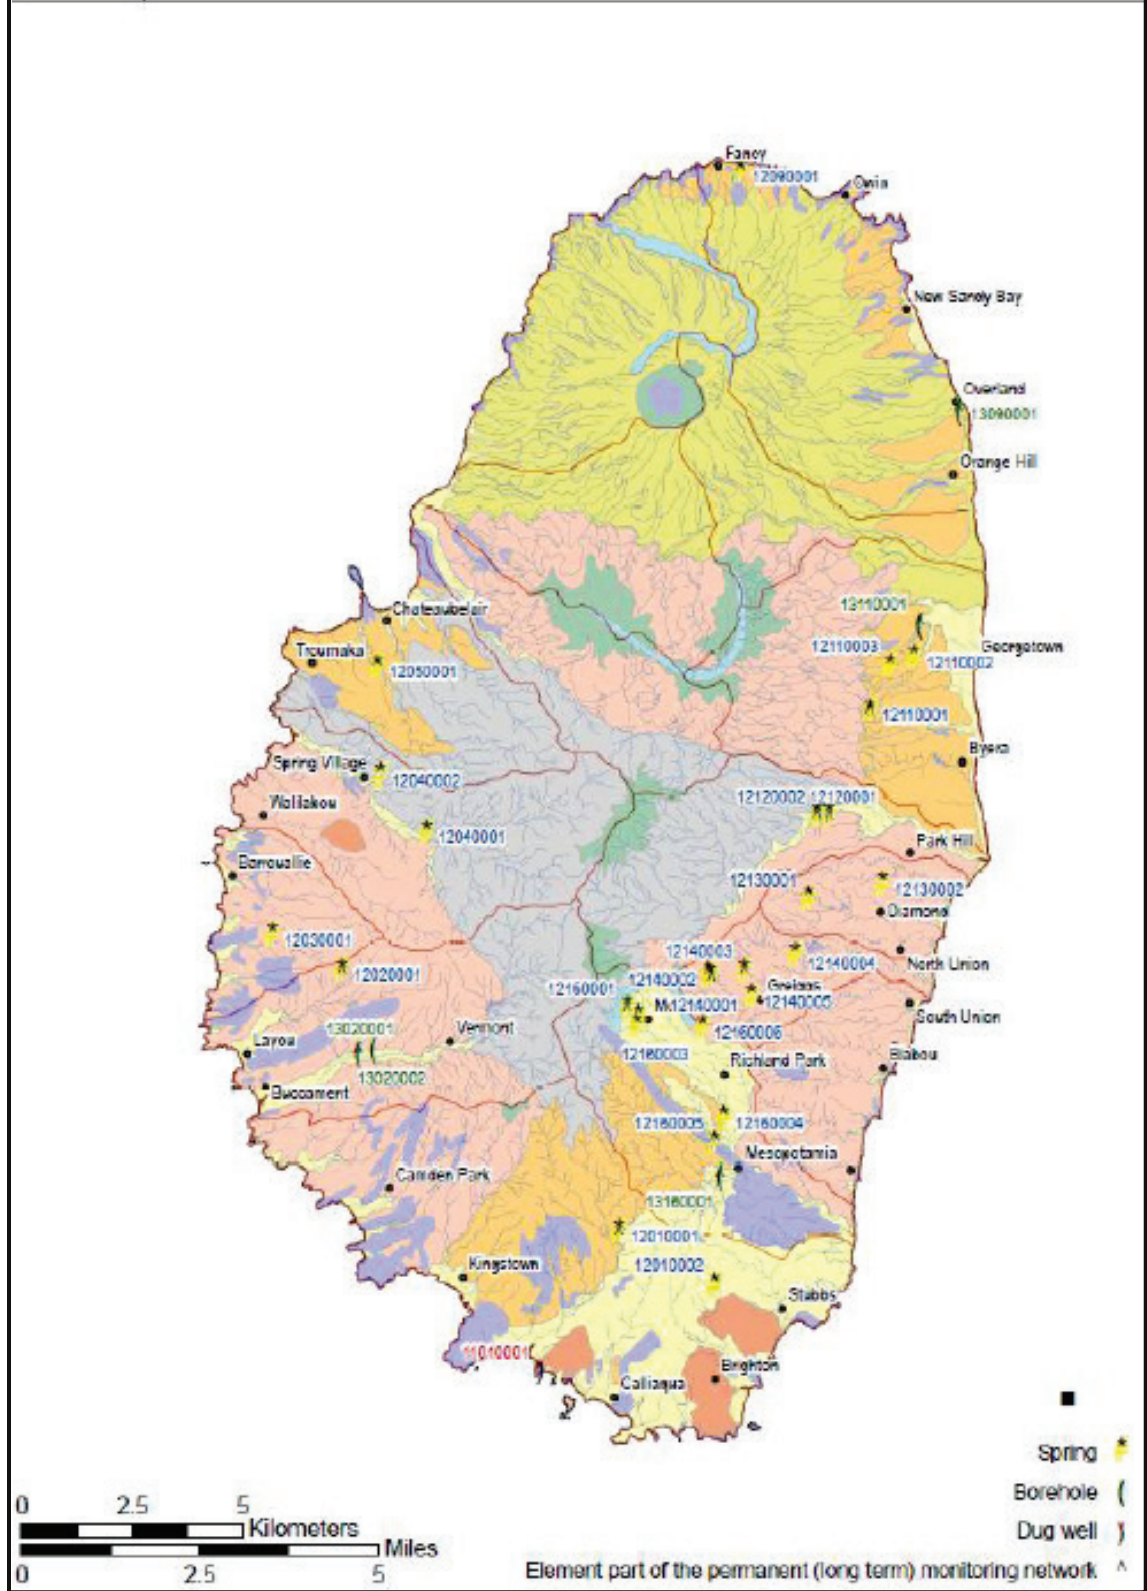 Fancy
12090001
Owia
New Sandy Bay
Overland
13090001
Orange Hill
13110001
Chateaubelair
Georgetown
12110003
12110002
Troumaka
12050001
12110001
Byera
Spring Village
12040002
12120002 12120001
Wallilabou
12040001
Park Hill
Barrouallie
12130001
12130002
Diamond
12030001
12140003
12140004
North Union
12020001
12140002
Greiggs
12160001
12140001
12140005
South Union
13020001
Vermont
12160006
Layou
12160003
Richland Park
Biabou
13020002
Buccament
12160005
12160004
Mesopotamia
Camden Park
13160001
12010001
Kingstown
12010002
Stubbs
11010001
Brighton
Calliaqua
Spring
0 2.5 5
Borehole
Kilometers
Dug well
Miles
0 2.5 5
Element part of the permanent (long term) monitoring network ^